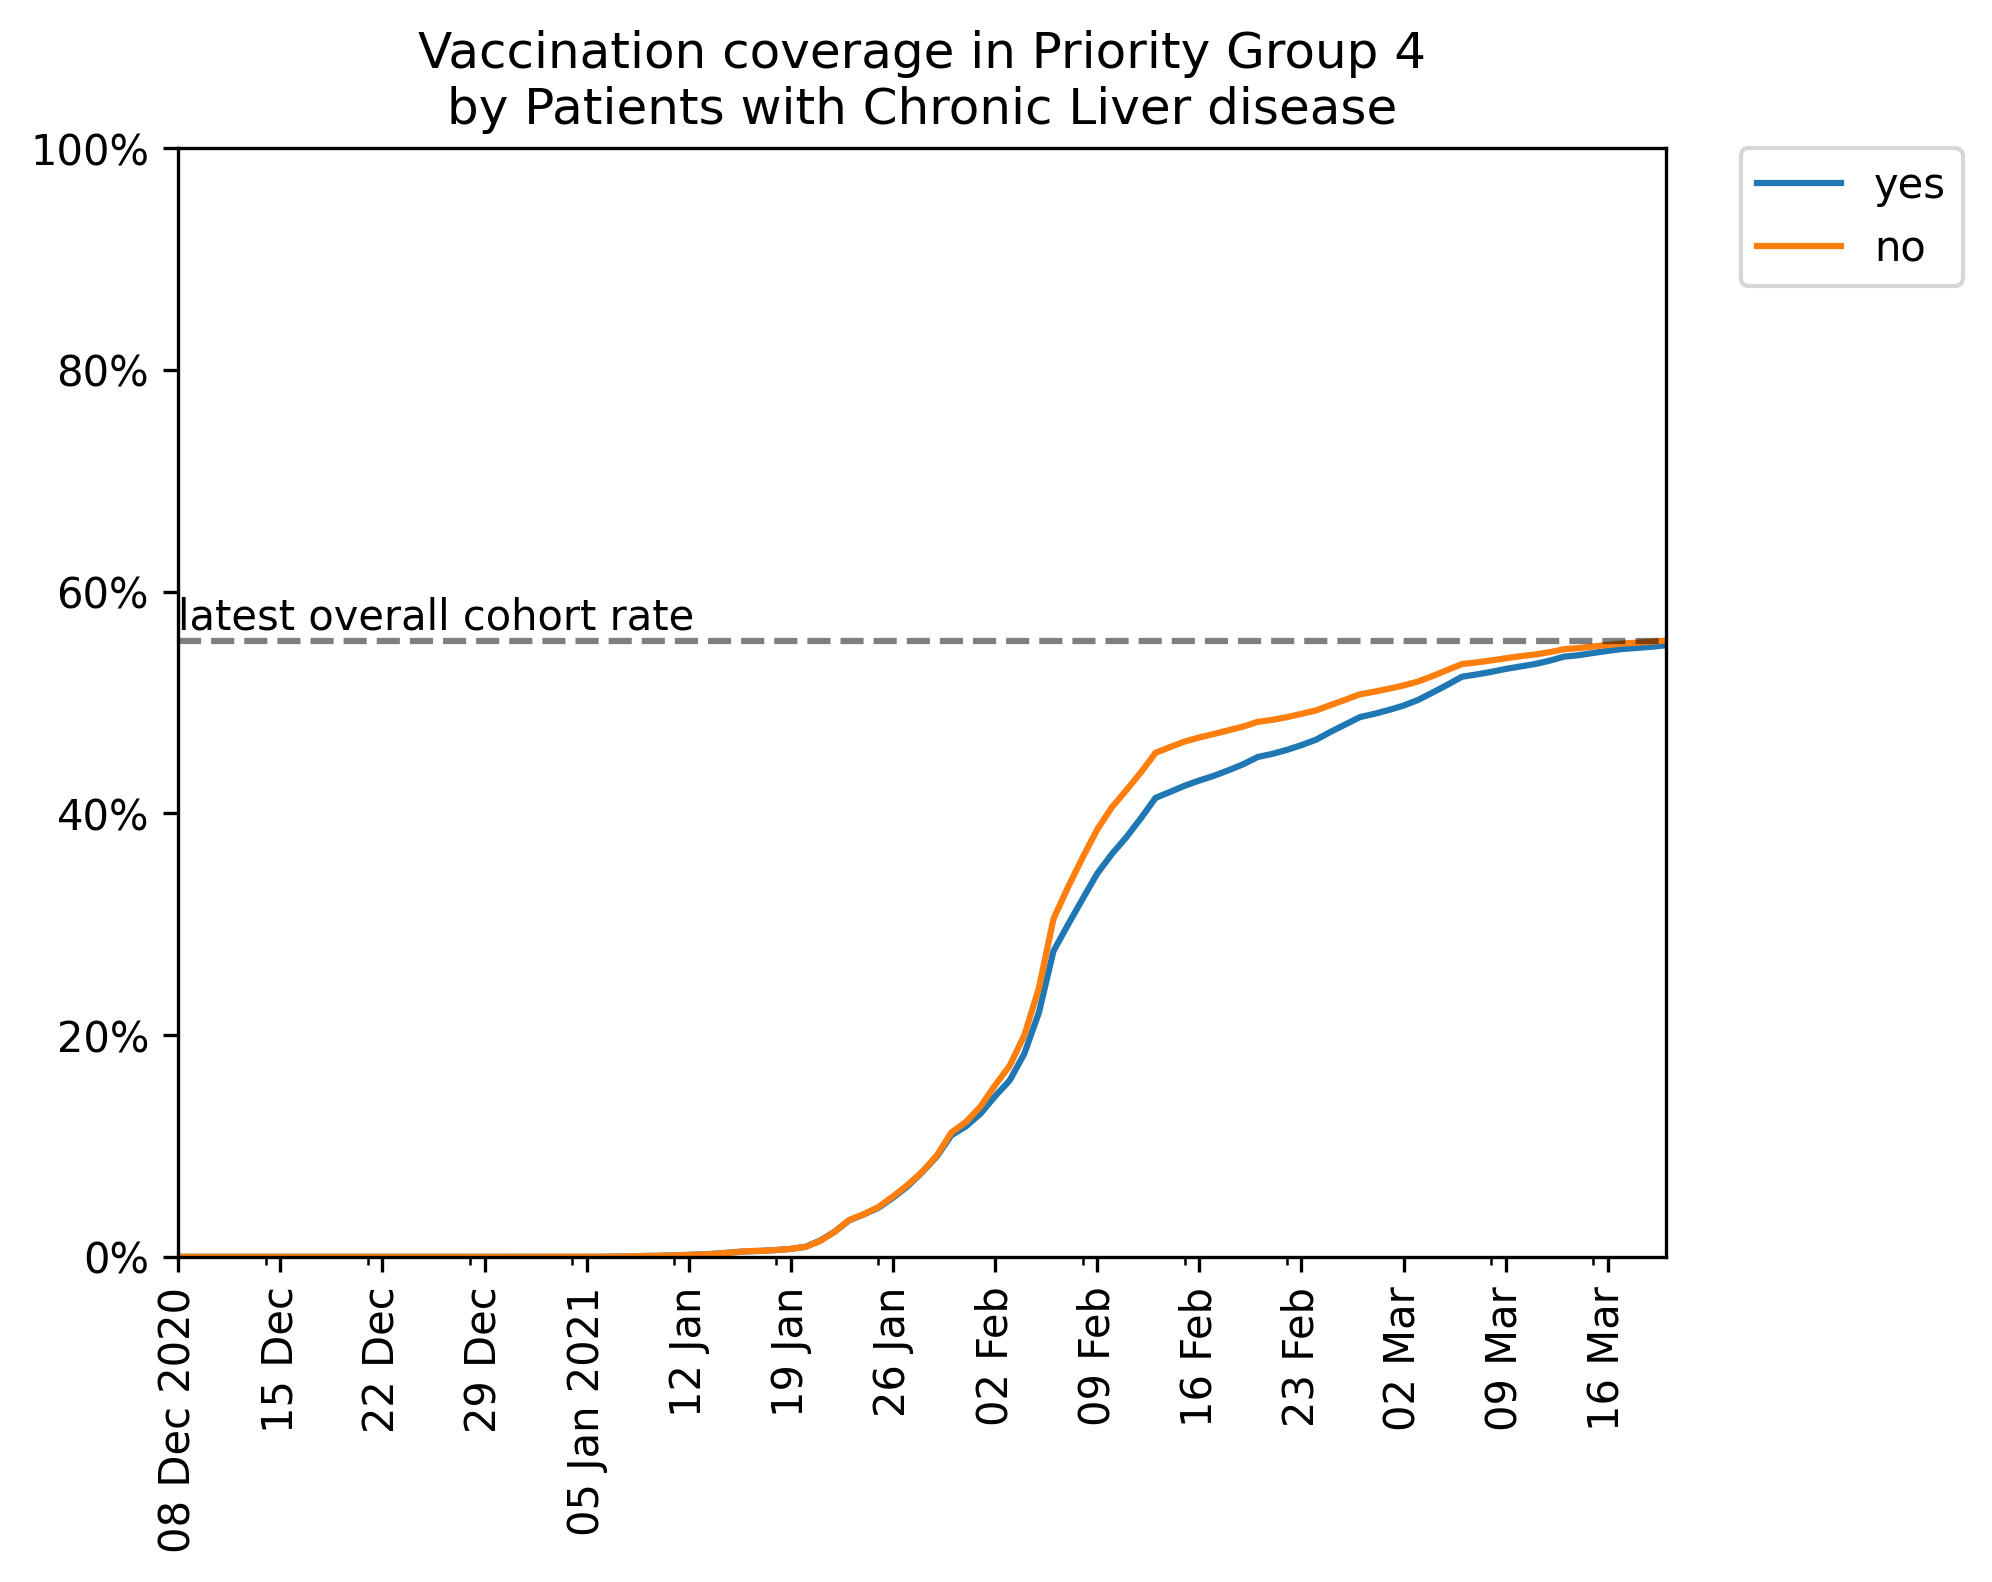 Vaccination coverage in Priority Group 4
by Patients with Chronic Liver disease
100%
80%
60%
40%
20%
0%
latest overall cohort rate
yes
no
08 Dec 2020
15 Dec
22 Dec
29 Dec
05 Jan 2021
12 Jan
19 Jan
26 Jan
02 Feb
09 Feb
16 Feb
23 Feb
02 Mar
09 Mar
16 Mar